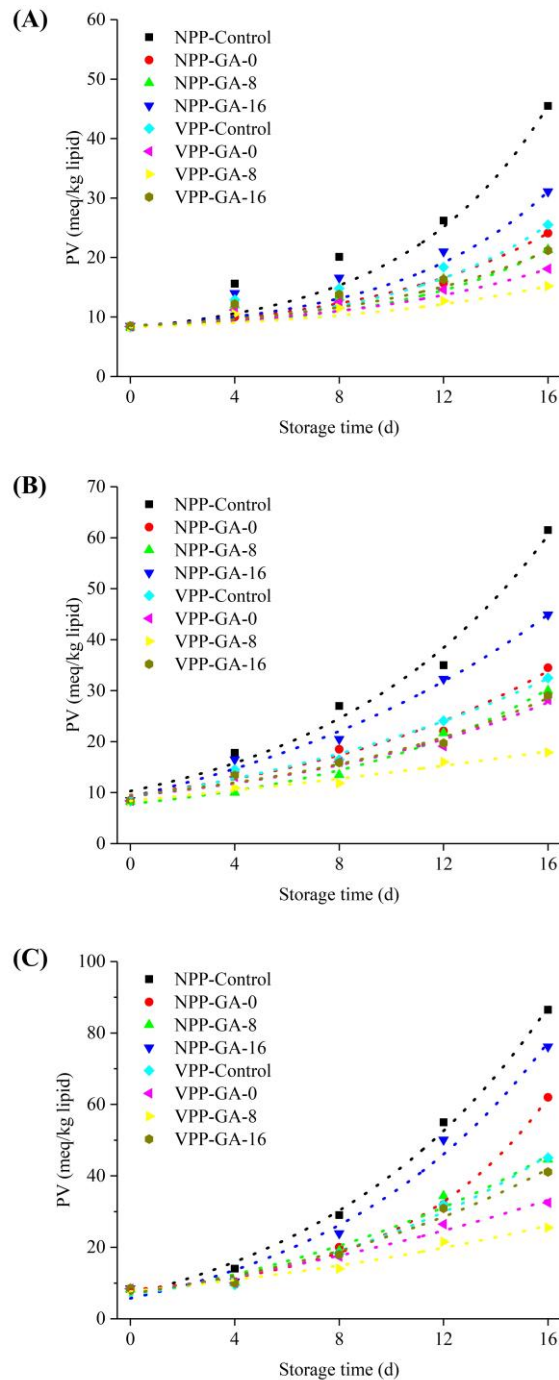 (A)
60
50
40
30
20
10
0
PV (meq/kg lipid)
NPP-Control
NPP-GA-0
NPP-GA-8
NPP-GA-16
VPP-Control
VPP-GA-0
VPP-GA-8
VPP-GA-16
0 4 8 12 16
Storage time (d)
(B)
70
60
50
40
30
20
10
0
PV (meq/kg lipid)
NPP-Control
NPP-GA-0
NPP-GA-8
NPP-GA-16
VPP-Control
VPP-GA-0
VPP-GA-8
VPP-GA-16
0 4 8 12 16
Storage time (d)
(C)
100
80
60
40
20
0
PV (meq/kg lipid)
NPP-Control
NPP-GA-0
NPP-GA-8
NPP-GA-16
VPP-Control
VPP-GA-0
VPP-GA-8
VPP-GA-16
0 4 8 12 16
Storage time (d)